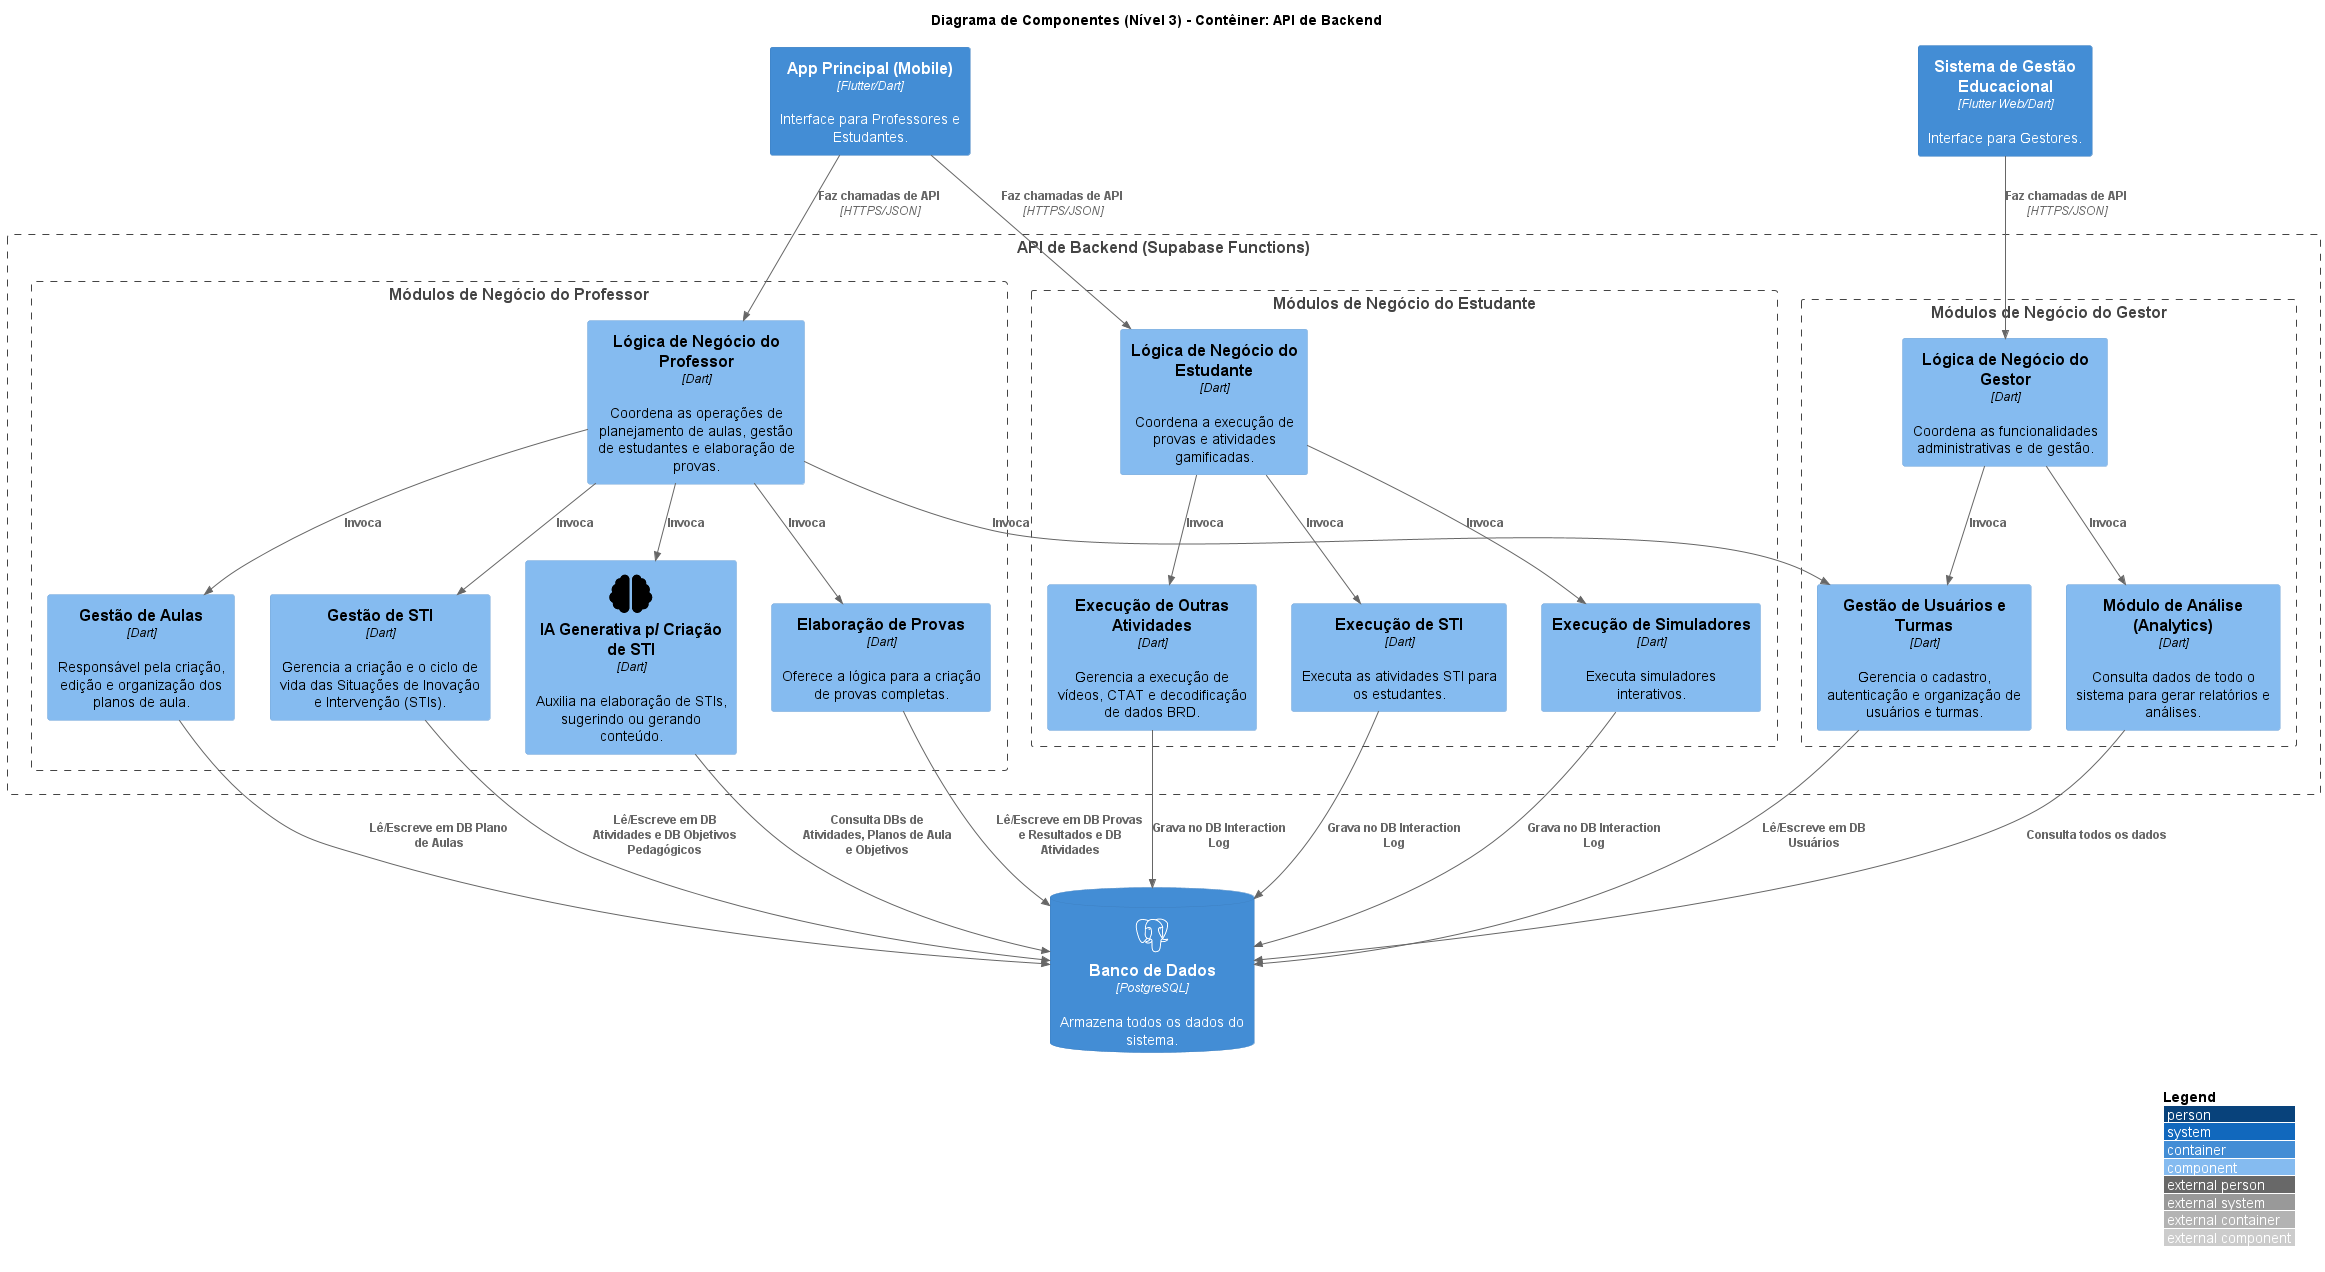 Diagrama de Componentes (Nível 3) - Contêiner: API de Backend
App Principal (Mobile)
[Flutter/Dart]
Interface para Professores e
Estudantes.
Sistema de Gestão
Educacional
[Flutter Web/Dart]
Interface para Gestores.
Faz chamadas de API
[HTTPS/JSON]
Faz chamadas de API
[HTTPS/JSON]
Faz chamadas de API
[HTTPS/JSON]
API de Backend (Supabase Functions)
Módulos de Negócio do Professor
Lógica de Negócio do
Professor
[Dart]
Coordena as operações de
planejamento de aulas, gestão
de estudantes e elaboração de
provas.
Invoca
Invoca
Invoca
Invoca
Invoca
Gestão de Aulas
[Dart]
Responsável pela criação,
edição e organização dos
planos de aula.
Gestão de STI
[Dart]
Gerencia a criação e o ciclo de
vida das Situações de Inovação
e Intervenção (STIs).
IA Generativa p/ Criação
de STI
[Dart]
Auxilia na elaboração de STIs,
sugerindo ou gerando
conteúdo.
Elaboração de Provas
[Dart]
Oferece a lógica para a criação
de provas completas.
Módulos de Negócio do Estudante
Lógica de Negócio do
Estudante
[Dart]
Coordena a execução de
provas e atividades
gamificadas.
Invoca
Invoca
Invoca
Execução de Outras
Atividades
[Dart]
Gerencia a execução de
vídeos, CTAT e decodificação
de dados BRD.
Execução de STI
[Dart]
Executa as atividades STI para
os estudantes.
Execução de Simuladores
[Dart]
Executa simuladores
interativos.
Módulos de Negócio do Gestor
Lógica de Negócio do
Gestor
[Dart]
Coordena as funcionalidades
administrativas e de gestão.
Invoca
Invoca
Gestão de Usuários e
Turmas
[Dart]
Gerencia o cadastro,
autenticação e organização de
usuários e turmas.
Módulo de Análise
(Analytics)
[Dart]
Consulta dados de todo o
sistema para gerar relatórios e
análises.
Lê/Escreve em DB Plano
de Aulas
Lê/Escreve em DB
Atividades e DB Objetivos
Pedagógicos
Consulta DBs de
Atividades, Planos de Aula
e Objetivos
Lê/Escreve em DB Provas
e Resultados e DB
Atividades
Grava no DB Interaction
Log
Grava no DB Interaction
Log
Grava no DB Interaction
Log
Lê/Escreve em DB
Usuários
Consulta todos os dados
Banco de Dados
[PostgreSQL]
Armazena todos os dados do
sistema.
Legend
person
system
container
component
external person
external system
external container
external component